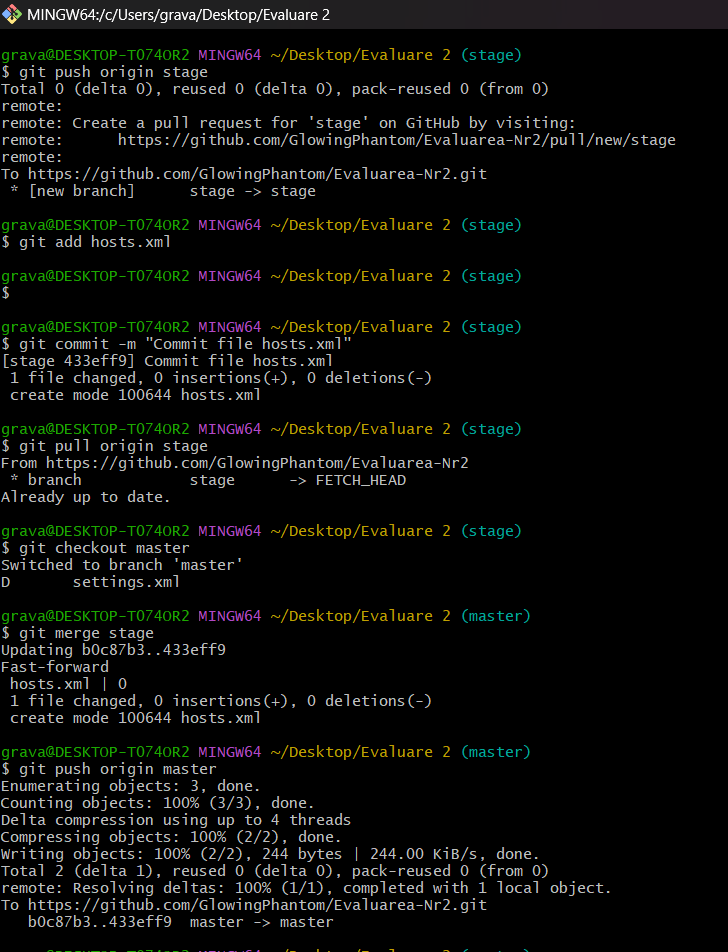 MINGW64:/c/Users/grava/Desktop/Evaluare 2
grava@DESKTOP-T074OR2 MINGW64 ~/Desktop/Evaluare 2 (stage)
$ git push origin stage
Total 0 (delta 0), reused 0 (delta 0), pack-reused 0 (from 0)
remote:
remote: Create a pull request for 'stage' on GitHub by visiting:
remote:      https://github.com/GlowingPhantom/Evaluarea-Nr2/pull/new/stage
remote:
To https://github.com/GlowingPhantom/Evaluarea-Nr2.git
 * [new branch]      stage -> stage
grava@DESKTOP-T074OR2 MINGW64 ~/Desktop/Evaluare 2 (stage)
$ git add hosts.xml
grava@DESKTOP-T074OR2 MINGW64 ~/Desktop/Evaluare 2 (stage)
$
grava@DESKTOP-T074OR2 MINGW64 ~/Desktop/Evaluare 2 (stage)
$ git commit -m "Commit file hosts.xml"
[stage 433eff9] Commit file hosts.xml
 1 file changed, 0 insertions(+), 0 deletions(-)
 create mode 100644 hosts.xml
grava@DESKTOP-T074OR2 MINGW64 ~/Desktop/Evaluare 2 (stage)
$ git pull origin stage
From https://github.com/GlowingPhantom/Evaluarea-Nr2
 * branch            stage      -> FETCH_HEAD
Already up to date.
grava@DESKTOP-T074OR2 MINGW64 ~/Desktop/Evaluare 2 (stage)
$ git checkout master
Switched to branch 'master'
D       settings.xml
grava@DESKTOP-T074OR2 MINGW64 ~/Desktop/Evaluare 2 (master)
$ git merge stage
Updating b0c87b3..433eff9
Fast-forward
 hosts.xml | 0
 1 file changed, 0 insertions(+), 0 deletions(-)
 create mode 100644 hosts.xml
grava@DESKTOP-T074OR2 MINGW64 ~/Desktop/Evaluare 2 (master)
$ git push origin master
Enumerating objects: 3, done.
Counting objects: 100% (3/3), done.
Delta compression using up to 4 threads
Compressing objects: 100% (2/2), done.
Writing objects: 100% (2/2), 244 bytes | 244.00 KiB/s, done.
Total 2 (delta 1), reused 0 (delta 0), pack-reused 0 (from 0)
remote: Resolving deltas: 100% (1/1), completed with 1 local object.
To https://github.com/GlowingPhantom/Evaluarea-Nr2.git
   b0c87b3..433eff9  master -> master